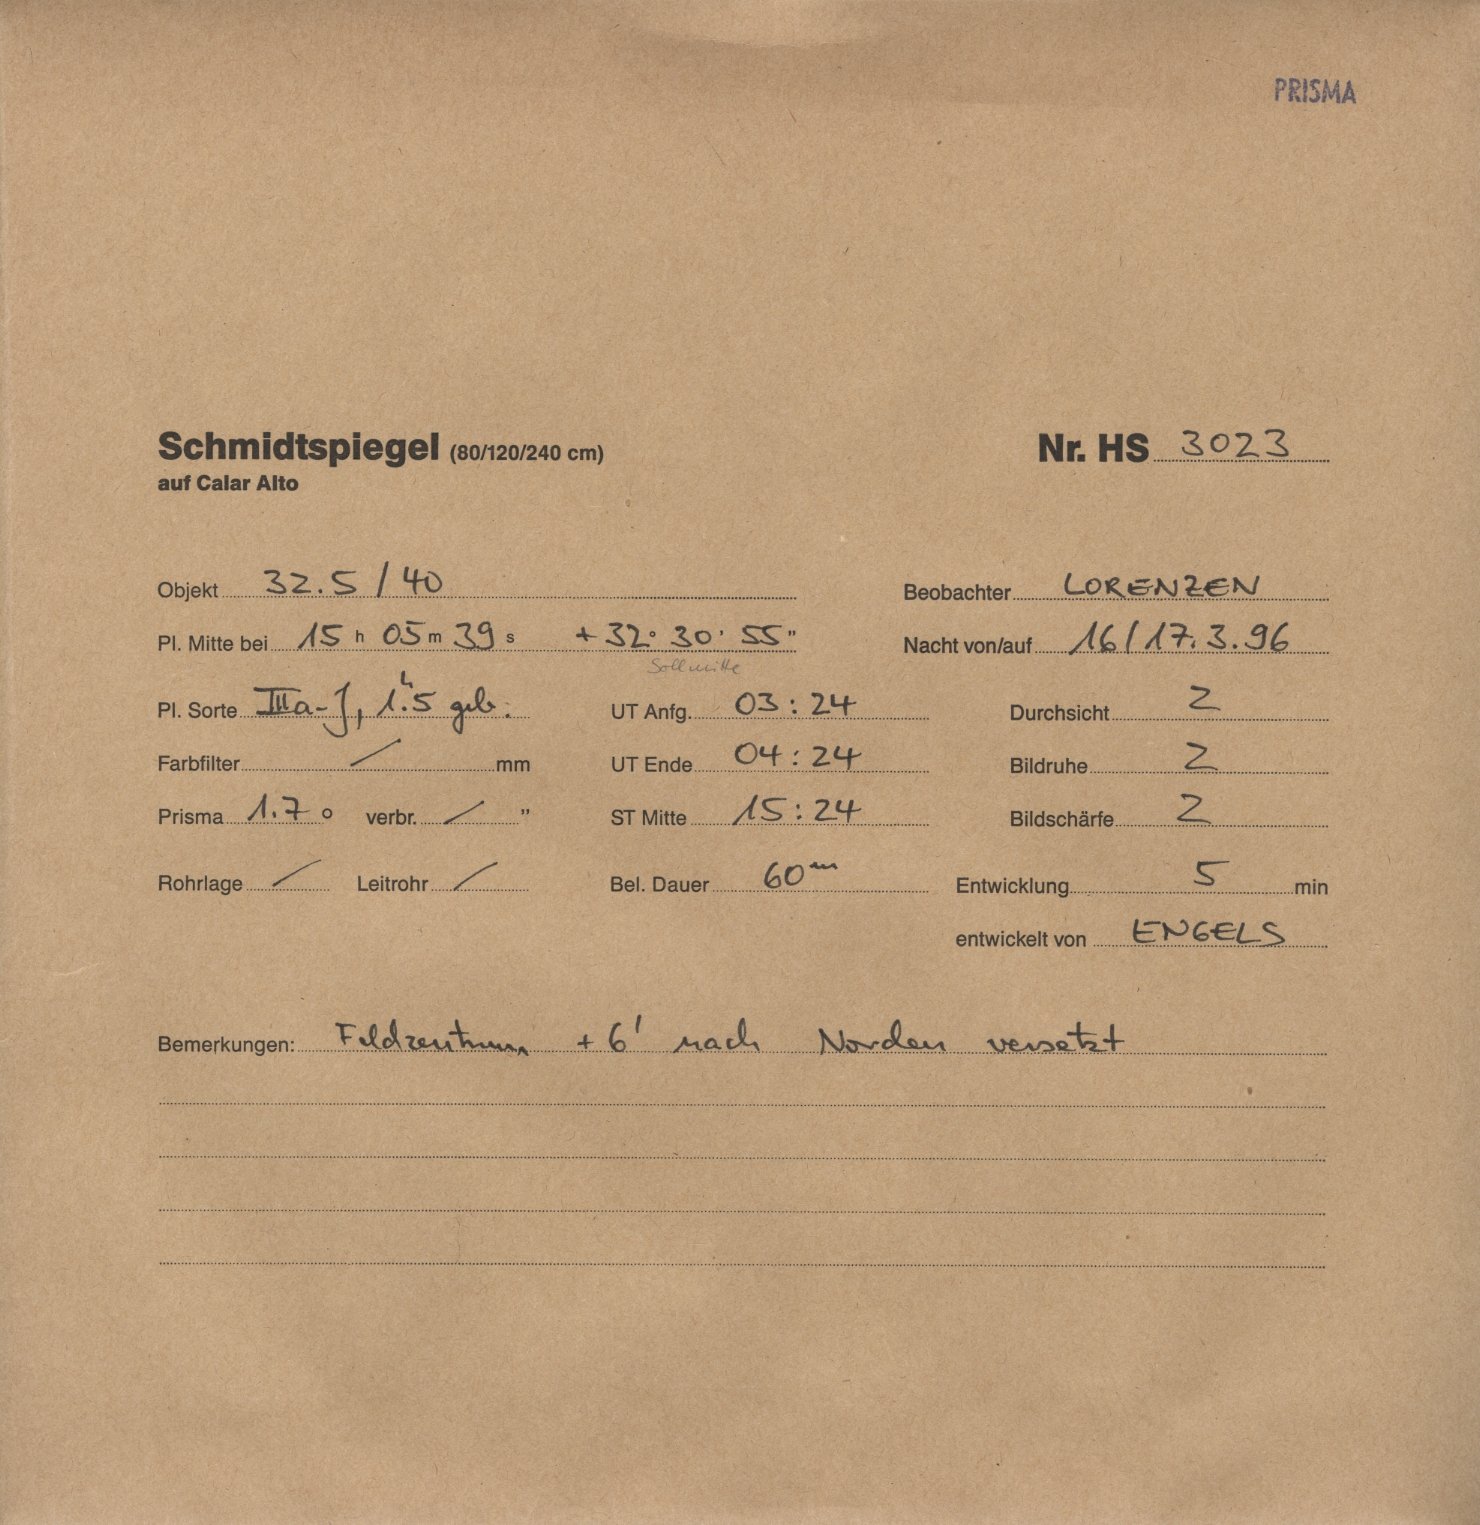 PRISMA
Schmidtspiegel (80/120/240 cm) Nr. HS 3023
auf Calar Alto
Objekt 32.5 / 40 Beobachter LORENZEN
Pl. Mitte bei 15 h 05 m 39 s + 32° 30' 55" Nacht von/auf 16/17.3.96
Sollmitte
Pl. Sorte IIIa-J, 1.ʰ5 geb. UT Anfg. 03:24 Durchsicht 2
Farbfilter / mm UT Ende 04:24 Bildruhe 2
Prisma 1.7 ° verbr. / " ST Mitte 15:24 Bildschärfe 2
Rohrlage / Leitrohr / Bel. Dauer 60ᵐ Entwicklung 5 min
entwickelt von ENGELS
Bemerkungen: Feldzentrum + 6' nach Norden versetzt